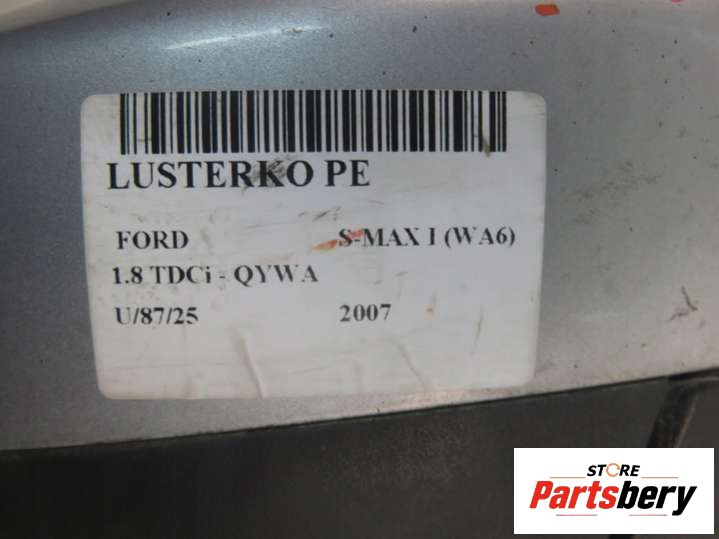 LUSTERKO PE
FORD S-MAX I (WA6)
1.8 TDCi - QYWA
U/87/25 2007
STORE
Partsbery